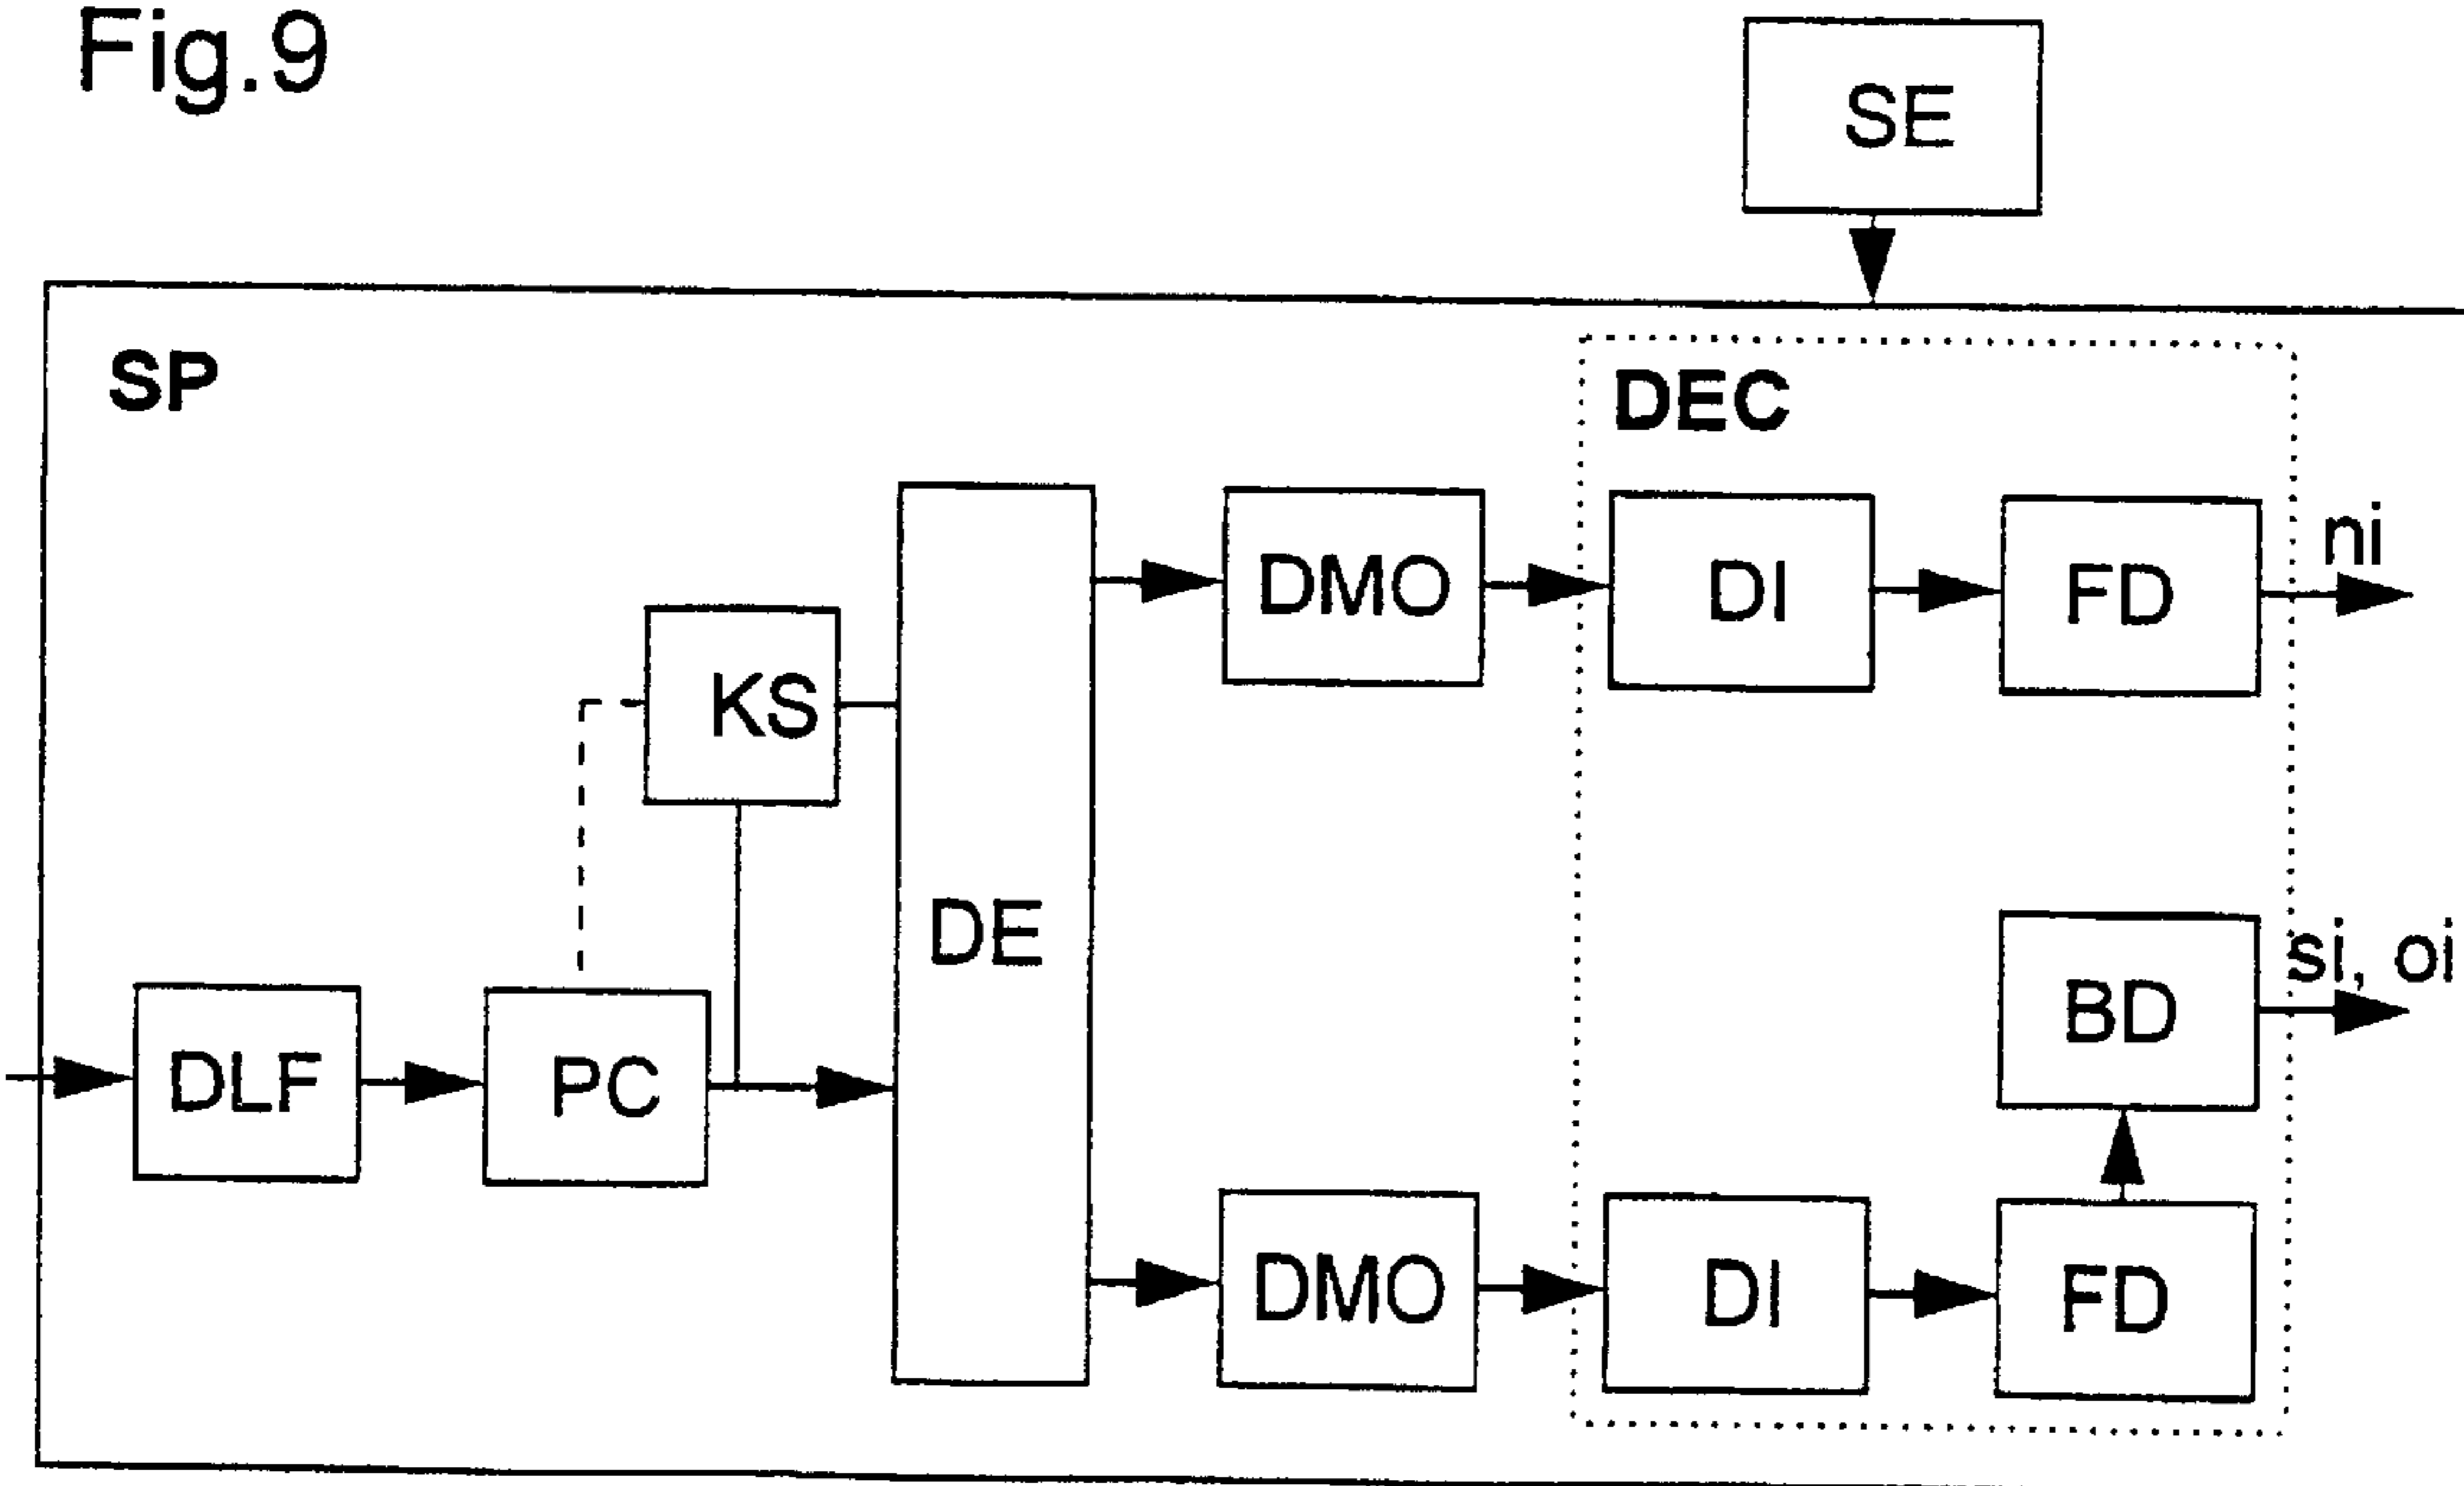 Fig.9
SE
SP
DEC
DMO
DI
FD
ni
KS
DE
BD
si, oi
DLF
PC
DMO
DI
FD